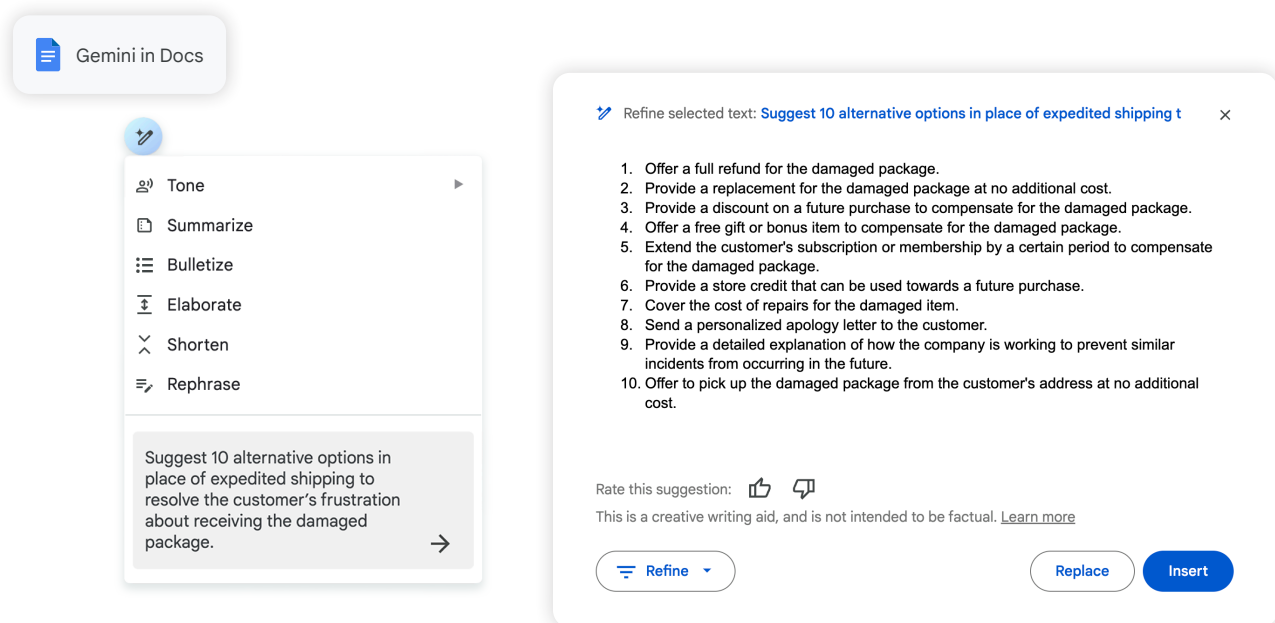 Gemini in Docs
Tone
Summarize
Bulletize
Elaborate
Shorten
Rephrase
Suggest 10 alternative options in
place of expedited shipping to
resolve the customer’s frustration
about receiving the damaged
package.
Refine selected text: Suggest 10 alternative options in place of expedited shipping t
1. Offer a full refund for the damaged package.
2. Provide a replacement for the damaged package at no additional cost.
3. Provide a discount on a future purchase to compensate for the damaged package.
4. Offer a free gift or bonus item to compensate for the damaged package.
5. Extend the customer's subscription or membership by a certain period to compensate
for the damaged package.
6. Provide a store credit that can be used towards a future purchase.
7. Cover the cost of repairs for the damaged item.
8. Send a personalized apology letter to the customer.
9. Provide a detailed explanation of how the company is working to prevent similar
incidents from occurring in the future.
10. Offer to pick up the damaged package from the customer's address at no additional
cost.
Rate this suggestion:
This is a creative writing aid, and is not intended to be factual. Learn more
Refine
Replace
Insert